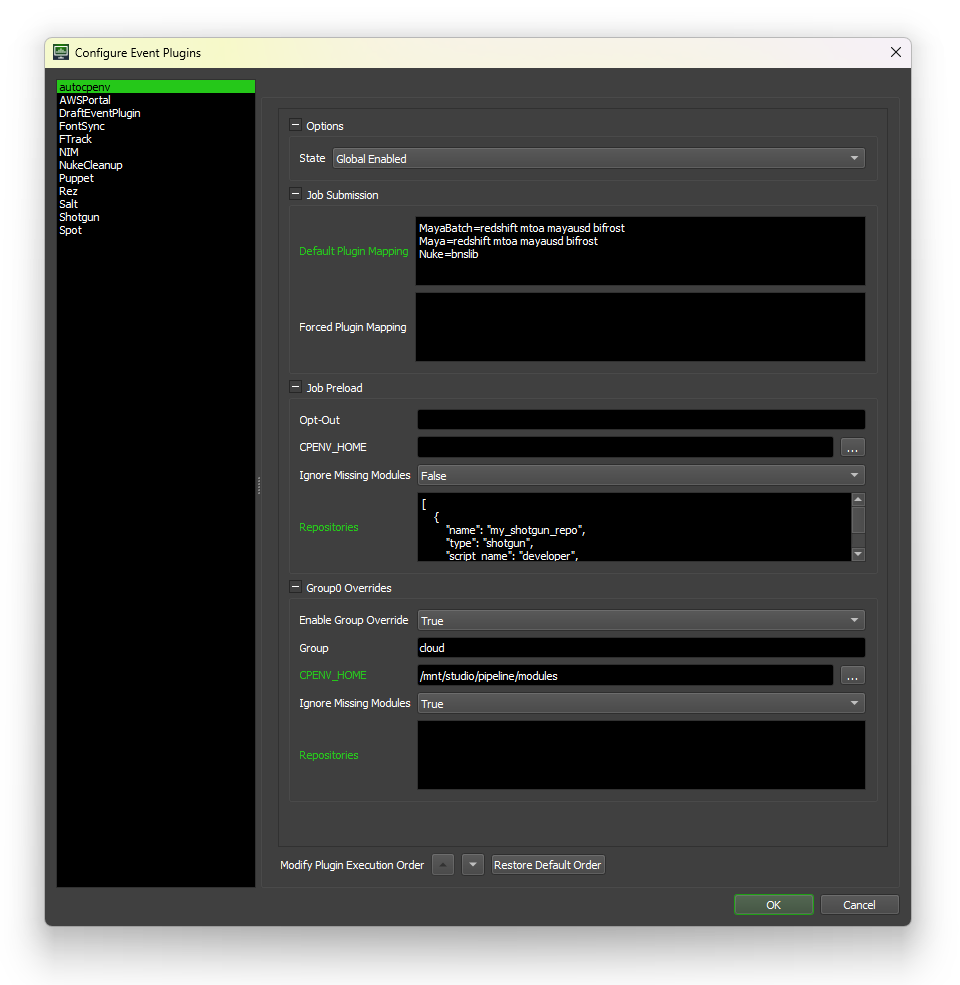 Configure Event Plugins
autocpenv
AWSPortal
DraftEventPlugin
FontSync
FTrack
NIM
NukeCleanup
Puppet
Rez
Salt
Shotgun
Spot
Options
State Global Enabled
Job Submission
Default Plugin Mapping
MayaBatch=redshift mtoa mayausd bifrost
Maya=redshift mtoa mayausd bifrost
Nuke=bnslib
Forced Plugin Mapping
Job Preload
Opt-Out
CPENV_HOME ...
Ignore Missing Modules False
Repositories
[
{
"name": "my_shotgun_repo",
"type": "shotgun",
"script_name": "developer",
Group0 Overrides
Enable Group Override True
Group cloud
CPENV_HOME /mnt/studio/pipeline/modules ...
Ignore Missing Modules True
Repositories
Modify Plugin Execution Order Restore Default Order
OK Cancel